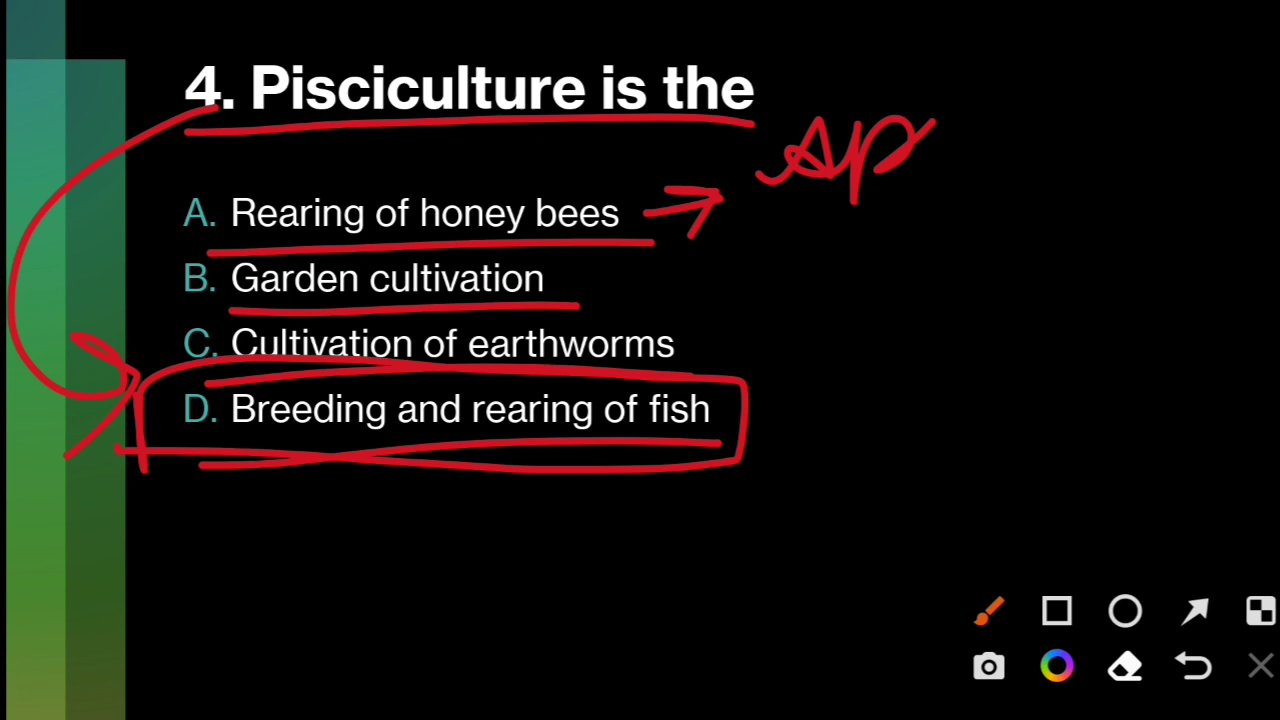 4. Pisciculture is the
Ap
A. Rearing of honey bees
B. Garden cultivation
C. Cultivation of earthworms
D. Breeding and rearing of fish